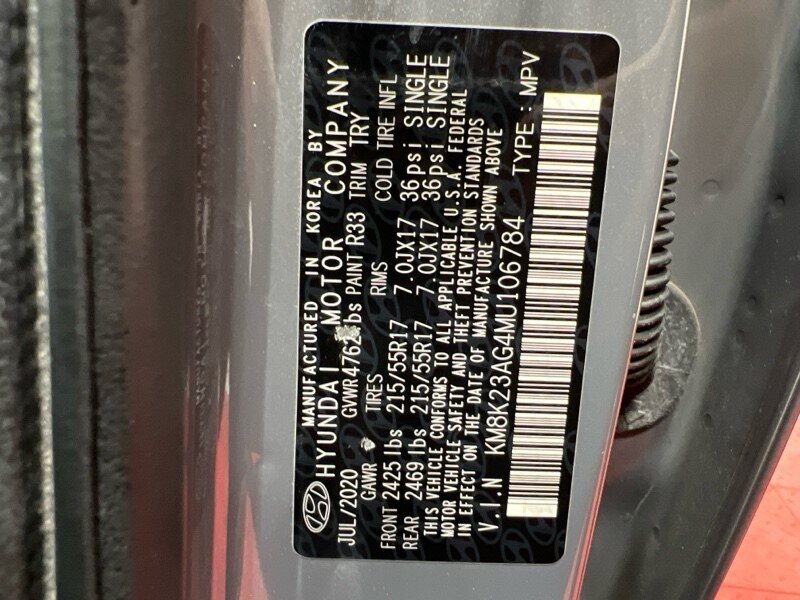 MANUFACTURED IN KOREA BY
HYUNDAI MOTOR COMPANY
JUL/2020 GVWR PAINT R33 TRIM TRY
GAWR TIRES RIMS COLD TIRE INFL
FRONT 2425 lbs 215/55R17 7.0JX17 36psi SINGLE
REAR 2469 lbs 215/55R17 7.0JX17 36psi SINGLE
THIS VEHICLE CONFORMS TO ALL APPLICABLE U.S.A. FEDERAL
MOTOR VEHICLE SAFETY AND THEFT PREVENTION STANDARDS
IN EFFECT ON THE DATE OF MANUFACTURE SHOWN ABOVE
V.I.N KM8K23AG4MU106784 TYPE : MPV